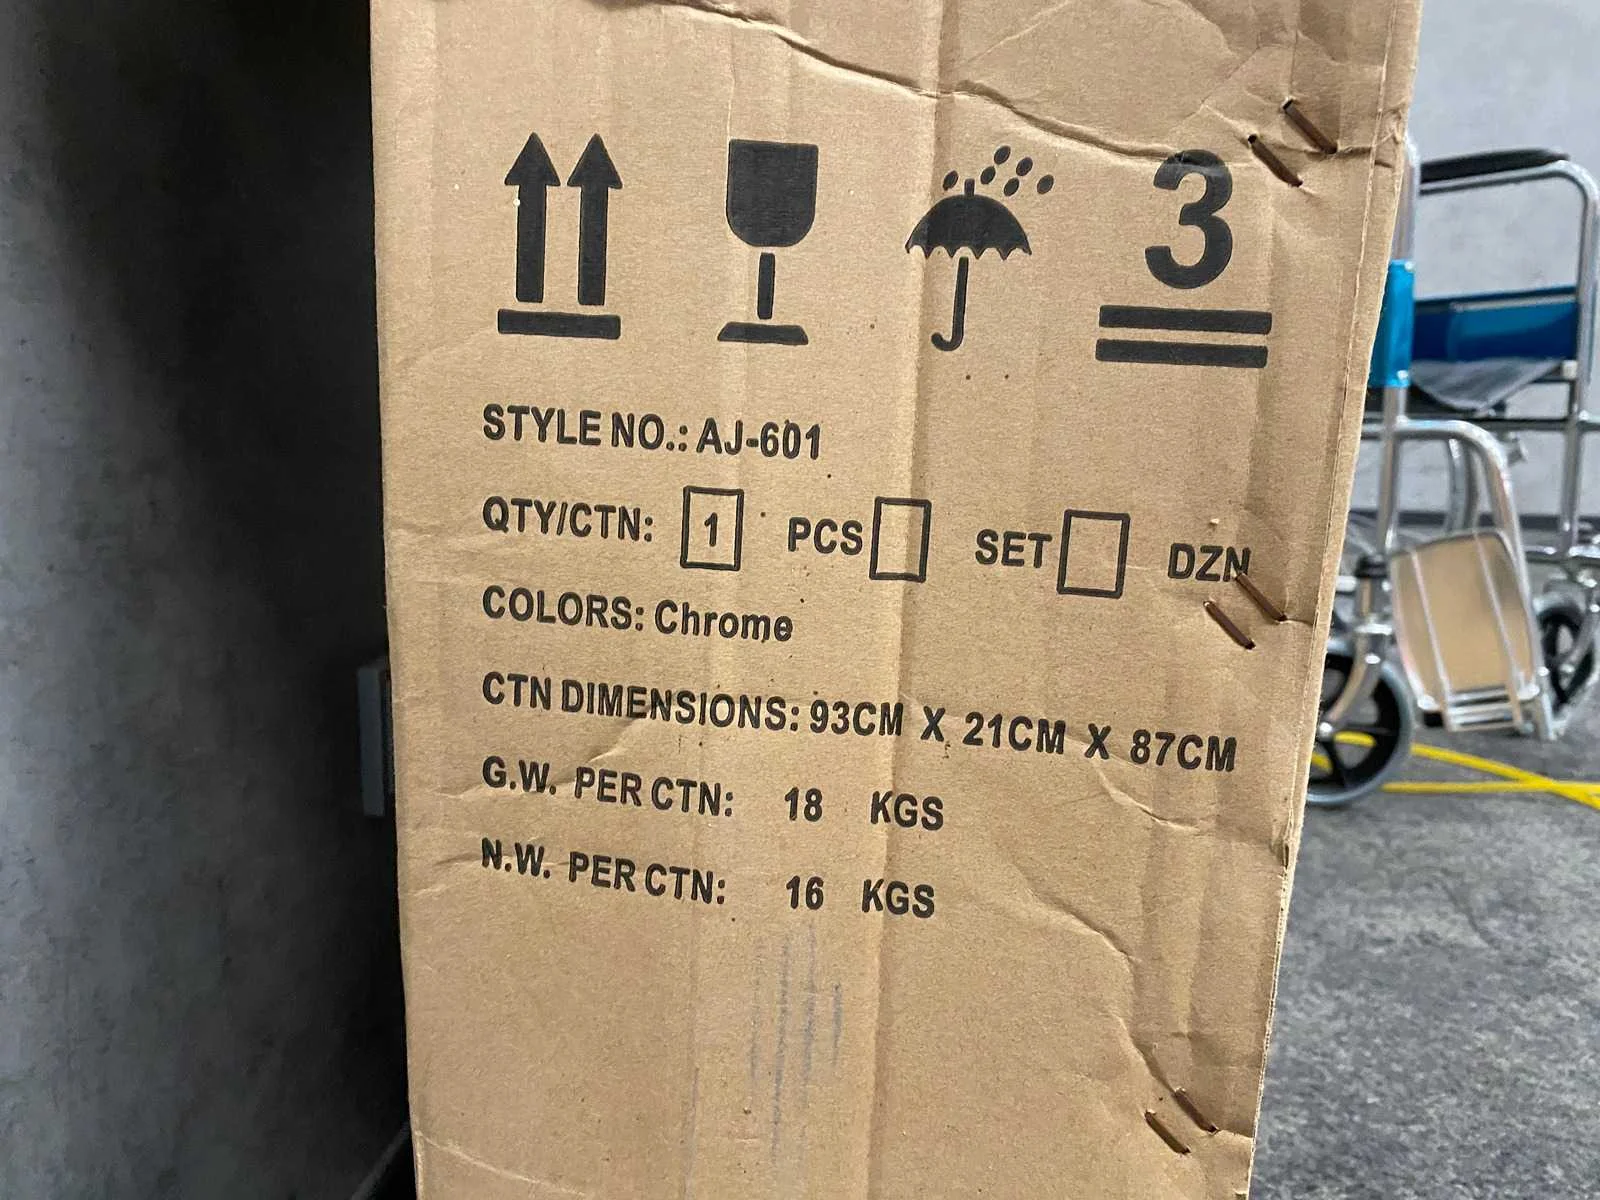 3
STYLE NO.: AJ-601
QTY/CTN: 1 PCS SET DZN
COLORS: Chrome
CTN DIMENSIONS: 93CM X 21CM X 87CM
G.W. PER CTN: 18 KGS
N.W. PER CTN: 16 KGS